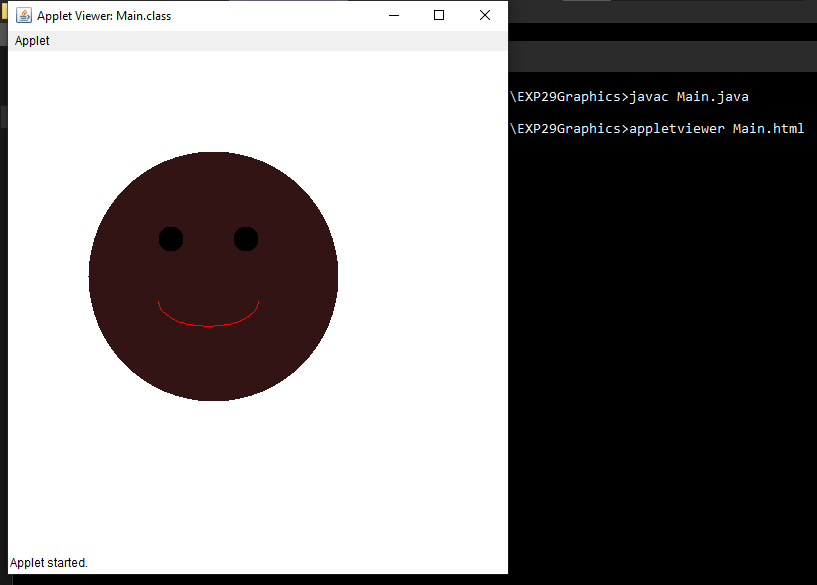 Applet Viewer: Main.class
Applet
\EXP29Graphics>javac Main.java
\EXP29Graphics>appletviewer Main.html
Applet started.